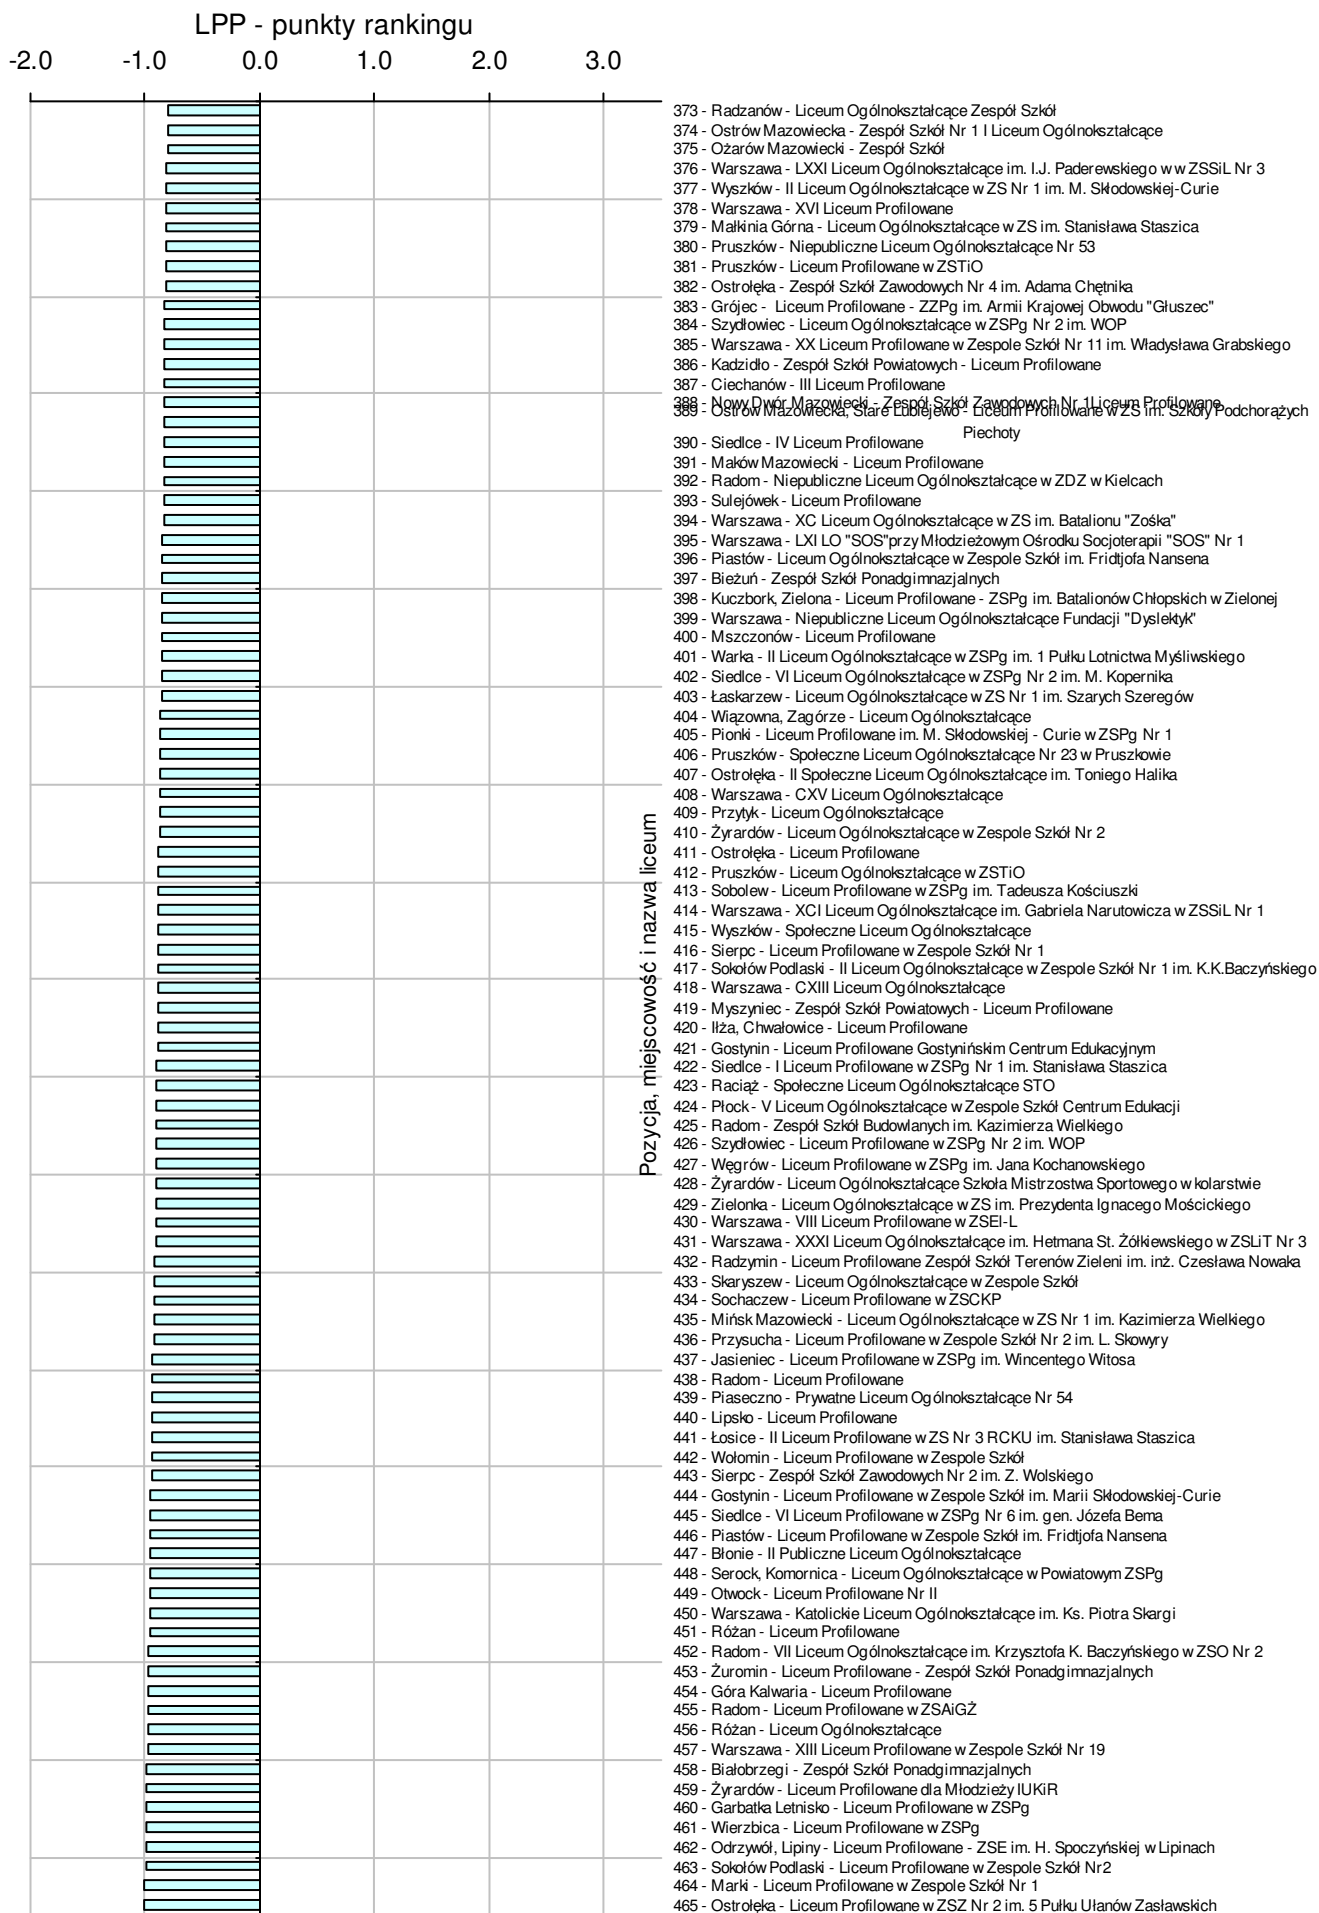 LPP - punkty rankingu
-2.0 -1.0 0.0 1.0 2.0 3.0
373 - Radzanów - Liceum Ogólnokształcące Zespół Szkół
374 - Ostrów Mazowiecka - Zespół Szkół Nr 1 I Liceum Ogólnokształcące
375 - Ożarów Mazowiecki - Zespół Szkół
376 - Warszawa - LXXI Liceum Ogólnokształcące im. I.J. Paderewskiego w w ZSSiL Nr 3
377 - Wyszków - II Liceum Ogólnokształcące w ZS Nr 1 im. M. Skłodowskiej-Curie
378 - Warszawa - XVI Liceum Profilowane
379 - Małkinia Górna - Liceum Ogólnokształcące w ZS im. Stanisława Staszica
380 - Pruszków - Niepubliczne Liceum Ogólnokształcące Nr 53
381 - Pruszków - Liceum Profilowane w ZSTiO
382 - Ostrołęka - Zespół Szkół Zawodowych Nr 4 im. Adama Chętnika
383 - Grójec - Liceum Profilowane - ZZPg im. Armii Krajowej Obwodu "Głuszec"
384 - Szydłowiec - Liceum Ogólnokształcące w ZSPg Nr 2 im. WOP
385 - Warszawa - XX Liceum Profilowane w Zespole Szkół Nr 11 im. Władysława Grabskiego
386 - Kadzidło - Zespół Szkół Powiatowych - Liceum Profilowane
387 - Ciechanów - III Liceum Profilowane
388 - Nowy Dwór Mazowiecki - Zespół Szkół Zawodowych Nr 1Liceum Profilowane
389 - Ostrów Mazowiecka, Stare Lubiejewo - Liceum Profilowane w ZS im. Szkoły Podchorążych
Piechoty
390 - Siedlce - IV Liceum Profilowane
391 - Maków Mazowiecki - Liceum Profilowane
392 - Radom - Niepubliczne Liceum Ogólnokształcące w ZDZ w Kielcach
393 - Sulejówek - Liceum Profilowane
394 - Warszawa - XC Liceum Ogólnokształcące w ZS im. Batalionu "Zośka"
395 - Warszawa - LXI LO "SOS"przy Młodzieżowym Ośrodku Socjoterapii "SOS" Nr 1
396 - Piastów - Liceum Ogólnokształcące w Zespole Szkół im. Fridtjofa Nansena
397 - Bieżuń - Zespół Szkół Ponadgimnazjalnych
398 - Kuczbork, Zielona - Liceum Profilowane - ZSPg im. Batalionów Chłopskich w Zielonej
399 - Warszawa - Niepubliczne Liceum Ogólnokształcące Fundacji "Dyslektyk"
400 - Mszczonów - Liceum Profilowane
401 - Warka - II Liceum Ogólnokształcące w ZSPg im. 1 Pułku Lotnictwa Myśliwskiego
402 - Siedlce - VI Liceum Ogólnokształcące w ZSPg Nr 2 im. M. Kopernika
403 - Łaskarzew - Liceum Ogólnokształcące w ZS Nr 1 im. Szarych Szeregów
404 - Wiązowna, Zagórze - Liceum Ogólnokształcące
405 - Pionki - Liceum Profilowane im. M. Skłodowskiej - Curie w ZSPg Nr 1
406 - Pruszków - Społeczne Liceum Ogólnokształcące Nr 23 w Pruszkowie
407 - Ostrołęka - II Społeczne Liceum Ogólnokształcące im. Toniego Halika
408 - Warszawa - CXV Liceum Ogólnokształcące
409 - Przytyk - Liceum Ogólnokształcące
410 - Żyrardów - Liceum Ogólnokształcące w Zespole Szkół Nr 2
411 - Ostrołęka - Liceum Profilowane
412 - Pruszków - Liceum Ogólnokształcące w ZSTiO
413 - Sobolew - Liceum Profilowane w ZSPg im. Tadeusza Kościuszki
414 - Warszawa - XCI Liceum Ogólnokształcące im. Gabriela Narutowicza w ZSSiL Nr 1
415 - Wyszków - Społeczne Liceum Ogólnokształcące
416 - Sierpc - Liceum Profilowane w Zespole Szkół Nr 1
417 - Sokołów Podlaski - II Liceum Ogólnokształcące w Zespole Szkół Nr 1 im. K.K.Baczyńskiego
418 - Warszawa - CXIII Liceum Ogólnokształcące
419 - Myszyniec - Zespół Szkół Powiatowych - Liceum Profilowane
420 - Iłża, Chwałowice - Liceum Profilowane
421 - Gostynin - Liceum Profilowane Gostynińskim Centrum Edukacyjnym
422 - Siedlce - I Liceum Profilowane w ZSPg Nr 1 im. Stanisława Staszica
423 - Raciąż - Społeczne Liceum Ogólnokształcące STO
424 - Płock - V Liceum Ogólnokształcące w Zespole Szkół Centrum Edukacji
425 - Radom - Zespół Szkół Budowlanych im. Kazimierza Wielkiego
426 - Szydłowiec - Liceum Profilowane w ZSPg Nr 2 im. WOP
427 - Węgrów - Liceum Profilowane w ZSPg im. Jana Kochanowskiego
428 - Żyrardów - Liceum Ogólnokształcące Szkoła Mistrzostwa Sportowego w kolarstwie
429 - Zielonka - Liceum Ogólnokształcące w ZS im. Prezydenta Ignacego Mościckiego
430 - Warszawa - VIII Liceum Profilowane w ZSEl-L
431 - Warszawa - XXXI Liceum Ogólnokształcące im. Hetmana St. Żółkiewskiego w ZSLiT Nr 3
432 - Radzymin - Liceum Profilowane Zespół Szkół Terenów Zieleni im. inż. Czesława Nowaka
433 - Skaryszew - Liceum Ogólnokształcące w Zespole Szkół
434 - Sochaczew - Liceum Profilowane w ZSCKP
435 - Mińsk Mazowiecki - Liceum Ogólnokształcące w ZS Nr 1 im. Kazimierza Wielkiego
436 - Przysucha - Liceum Profilowane w Zespole Szkół Nr 2 im. L. Skowyry
437 - Jasieniec - Liceum Profilowane w ZSPg im. Wincentego Witosa
438 - Radom - Liceum Profilowane
439 - Piaseczno - Prywatne Liceum Ogólnokształcące Nr 54
440 - Lipsko - Liceum Profilowane
441 - Łosice - II Liceum Profilowane w ZS Nr 3 RCKU im. Stanisława Staszica
442 - Wołomin - Liceum Profilowane w Zespole Szkół
443 - Sierpc - Zespół Szkół Zawodowych Nr 2 im. Z. Wolskiego
444 - Gostynin - Liceum Profilowane w Zespole Szkół im. Marii Skłodowskiej-Curie
445 - Siedlce - VI Liceum Profilowane w ZSPg Nr 6 im. gen. Józefa Bema
446 - Piastów - Liceum Profilowane w Zespole Szkół im. Fridtjofa Nansena
447 - Błonie - II Publiczne Liceum Ogólnokształcące
448 - Serock, Komornica - Liceum Ogólnokształcące w Powiatowym ZSPg
449 - Otwock - Liceum Profilowane Nr II
450 - Warszawa - Katolickie Liceum Ogólnokształcące im. Ks. Piotra Skargi
451 - Różan - Liceum Profilowane
452 - Radom - VII Liceum Ogólnokształcące im. Krzysztofa K. Baczyńskiego w ZSO Nr 2
453 - Żuromin - Liceum Profilowane - Zespół Szkół Ponadgimnazjalnych
454 - Góra Kalwaria - Liceum Profilowane
455 - Radom - Liceum Profilowane w ZSAiGŻ
456 - Różan - Liceum Ogólnokształcące
457 - Warszawa - XIII Liceum Profilowane w Zespole Szkół Nr 19
458 - Białobrzegi - Zespół Szkół Ponadgimnazjalnych
459 - Żyrardów - Liceum Profilowane dla Młodzieży IUKiR
460 - Garbatka Letnisko - Liceum Profilowane w ZSPg
461 - Wierzbica - Liceum Profilowane w ZSPg
462 - Odrzywół, Lipiny - Liceum Profilowane - ZSE im. H. Spoczyńskiej w Lipinach
463 - Sokołów Podlaski - Liceum Profilowane w Zespole Szkół Nr2
464 - Marki - Liceum Profilowane w Zespole Szkół Nr 1
465 - Ostrołęka - Liceum Profilowane w ZSZ Nr 2 im. 5 Pułku Ułanów Zasławskich
Pozycja, miejscowość i nazwa liceum